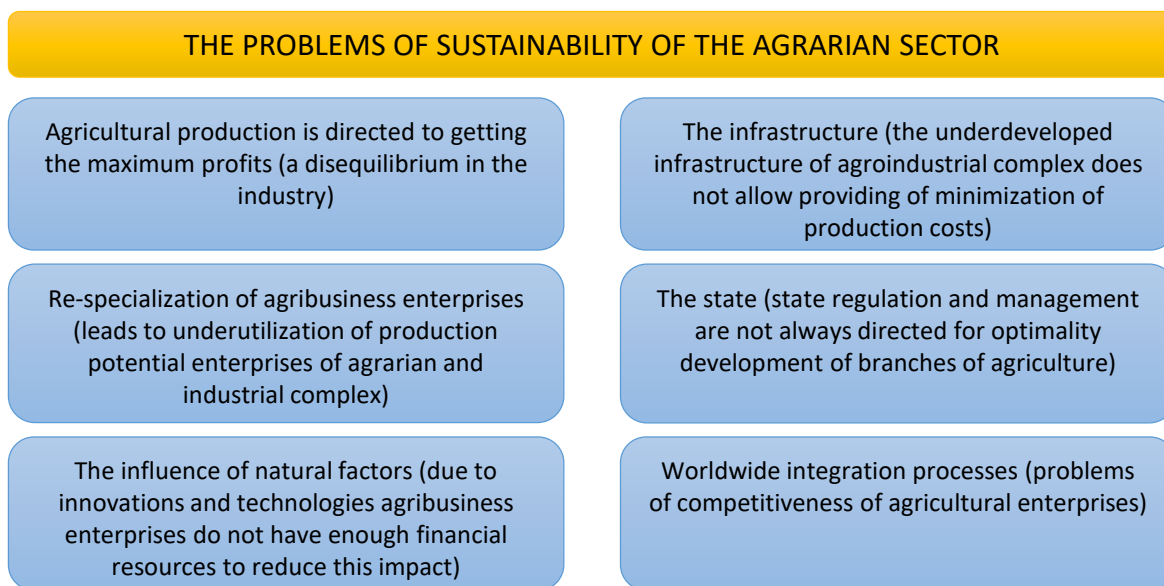 THE PROBLEMS OF SUSTAINABILITY OF THE AGRARIAN SECTOR
Agricultural production is directed to getting
the maximum profits (a disequilibrium in the
industry)
The infrastructure (the underdeveloped
infrastructure of agroindustrial complex does
not allow providing of minimization of
production costs)
Re-specialization of agribusiness enterprises
(leads to underutilization of production
potential enterprises of agrarian and
industrial complex)
The state (state regulation and management
are not always directed for optimality
development of branches of agriculture)
The influence of natural factors (due to
innovations and technologies agribusiness
enterprises do not have enough financial
resources to reduce this impact)
Worldwide integration processes (problems
of competitiveness of agricultural enterprises)